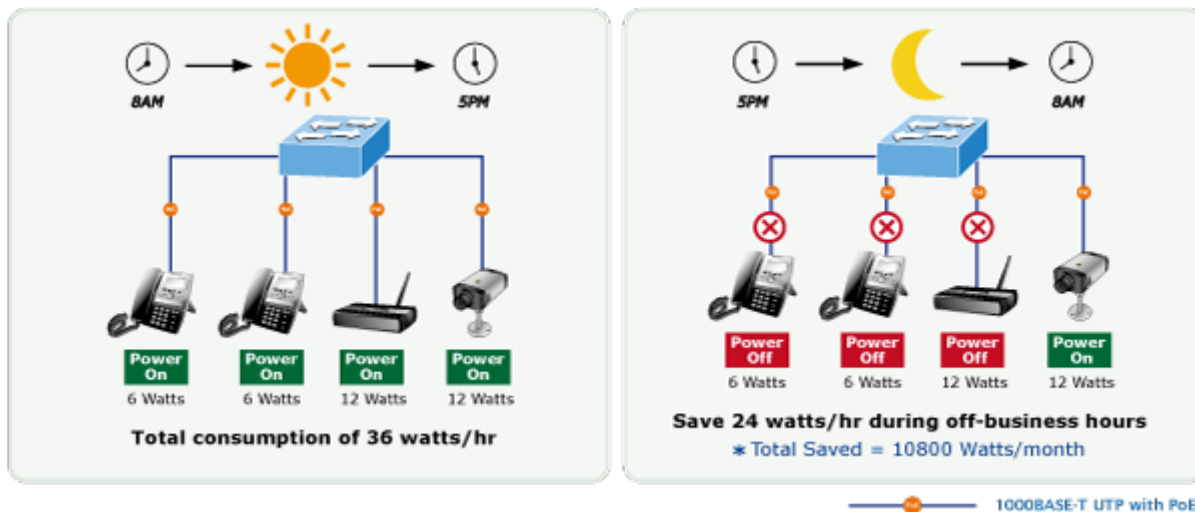 8AM
5PM
Power
On
6 Watts
Power
On
6 Watts
Power
On
12 Watts
Power
On
12 Watts
Total consumption of 36 watts/hr
5PM
8AM
Power
Off
6 Watts
Power
Off
6 Watts
Power
Off
12 Watts
Power
On
12 Watts
Save 24 watts/hr during off-business hours
* Total Saved = 10800 Watts/month
1000BASE-T UTP with PoE